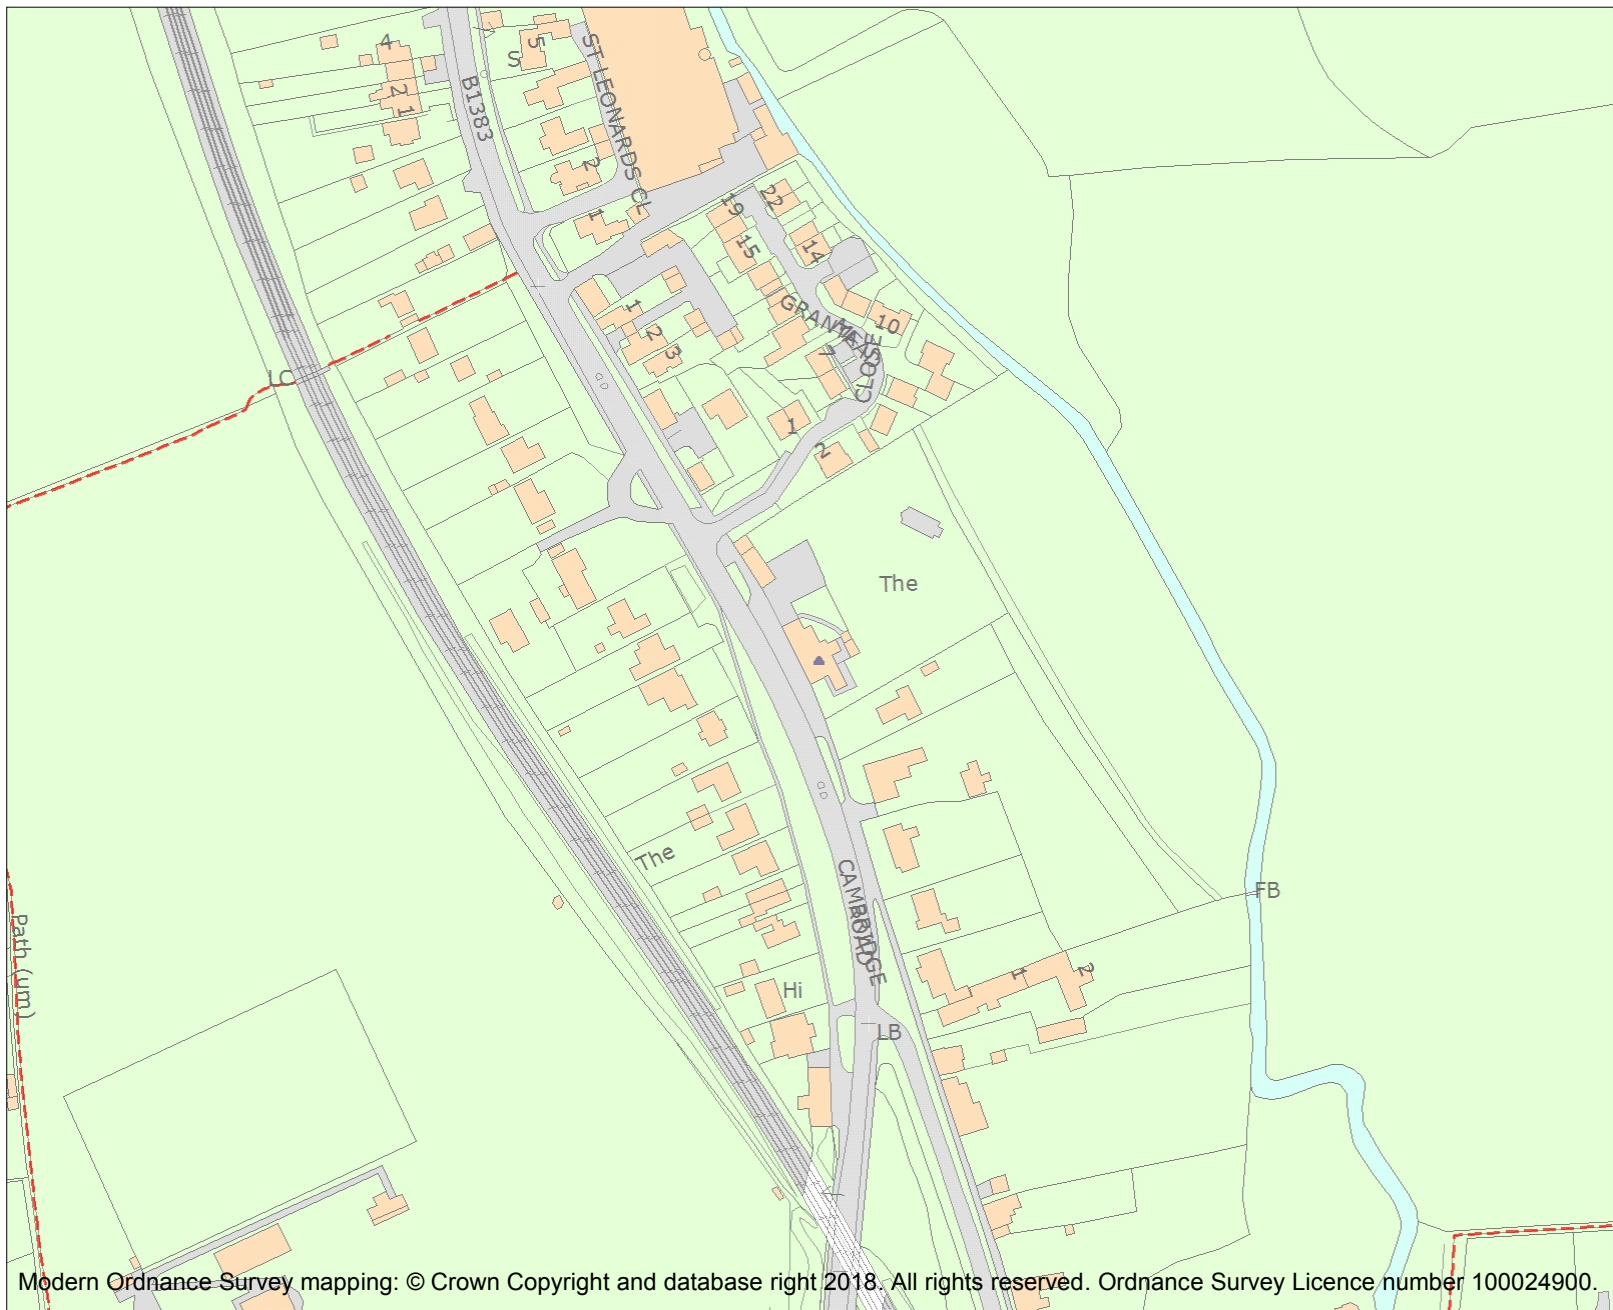 4
5
S
2
1
B1383
ST LEONARDS CL
2
1
19
22
15
14
1
2
3
GRANTA
CLOSE
10
7
LC
1
2
The
The
CAMBRIDGE
ROAD
FB
Path (um)
1
2
Hi
LB
Modern Ordnance Survey mapping: © Crown Copyright and database right 2018. All rights reserved. Ordnance Survey Licence number 100024900.